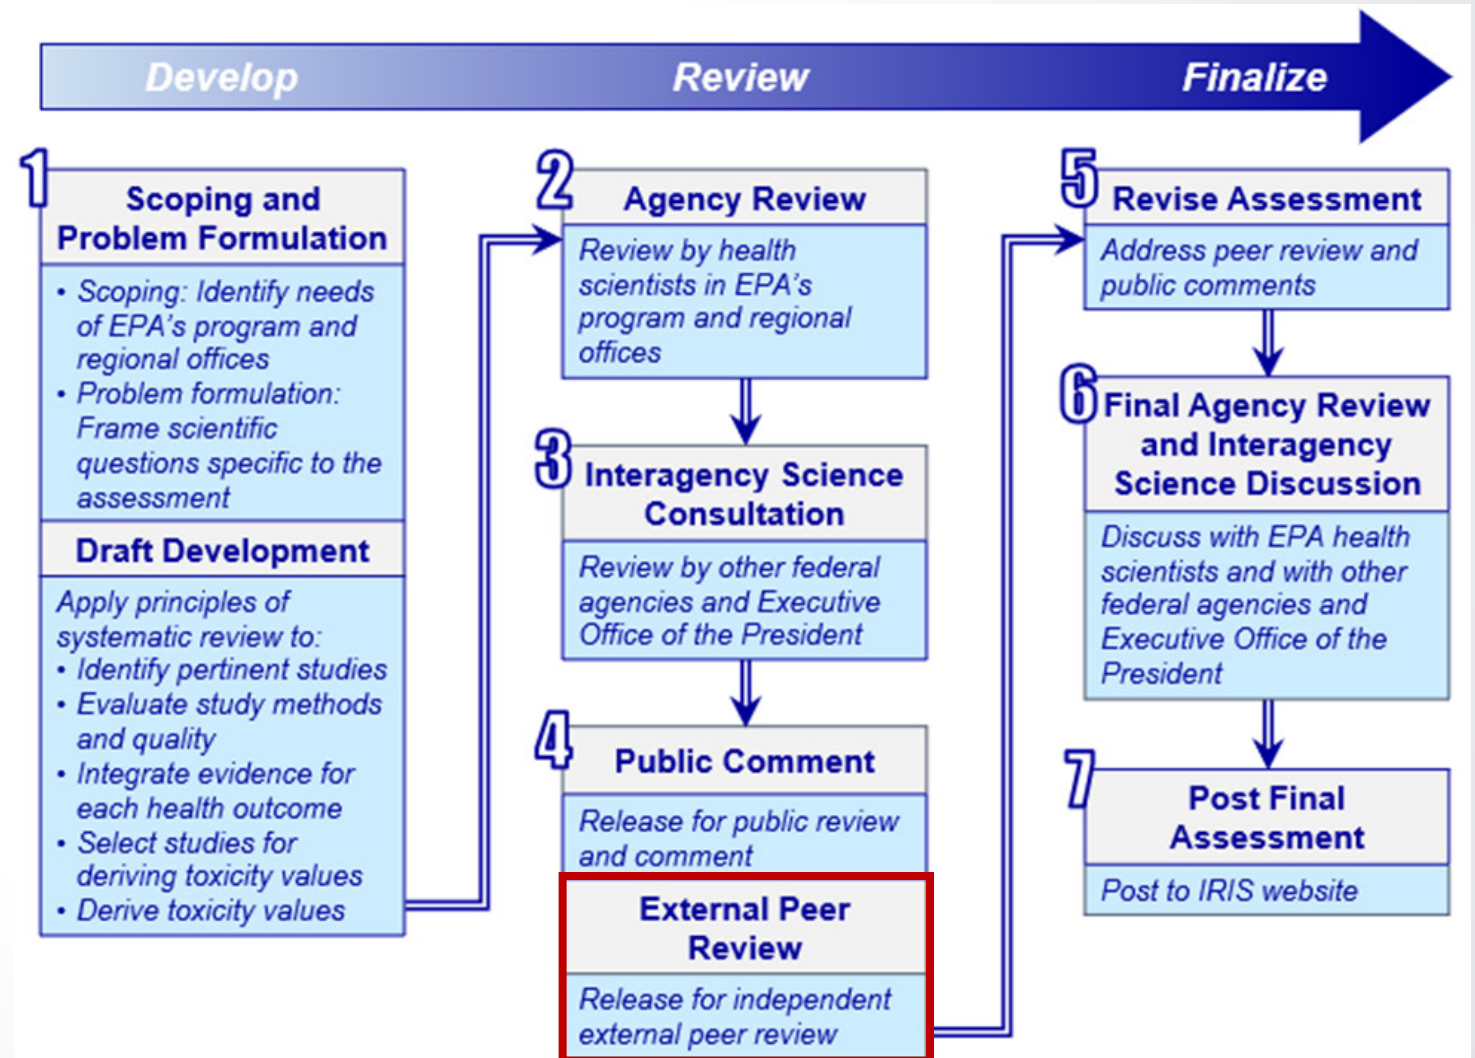 Develop
Review
Finalize
1
Scoping and
Problem Formulation
• Scoping: Identify needs
of EPA's program and
regional offices
• Problem formulation:
Frame scientific
questions specific to the
assessment
Draft Development
Apply principles of
systematic review to:
• Identify pertinent studies
• Evaluate study methods
and quality
• Integrate evidence for
each health outcome
• Select studies for
deriving toxicity values
• Derive toxicity values
2
Agency Review
Review by health
scientists in EPA's
program and regional
offices
3
Interagency Science
Consultation
Review by other federal
agencies and Executive
Office of the President
4
Public Comment
Release for public review
and comment
External Peer
Review
Release for independent
external peer review
5
Revise Assessment
Address peer review and
public comments
6
Final Agency Review
and Interagency
Science Discussion
Discuss with EPA health
scientists and with other
federal agencies and
Executive Office of the
President
7
Post Final
Assessment
Post to IRIS website